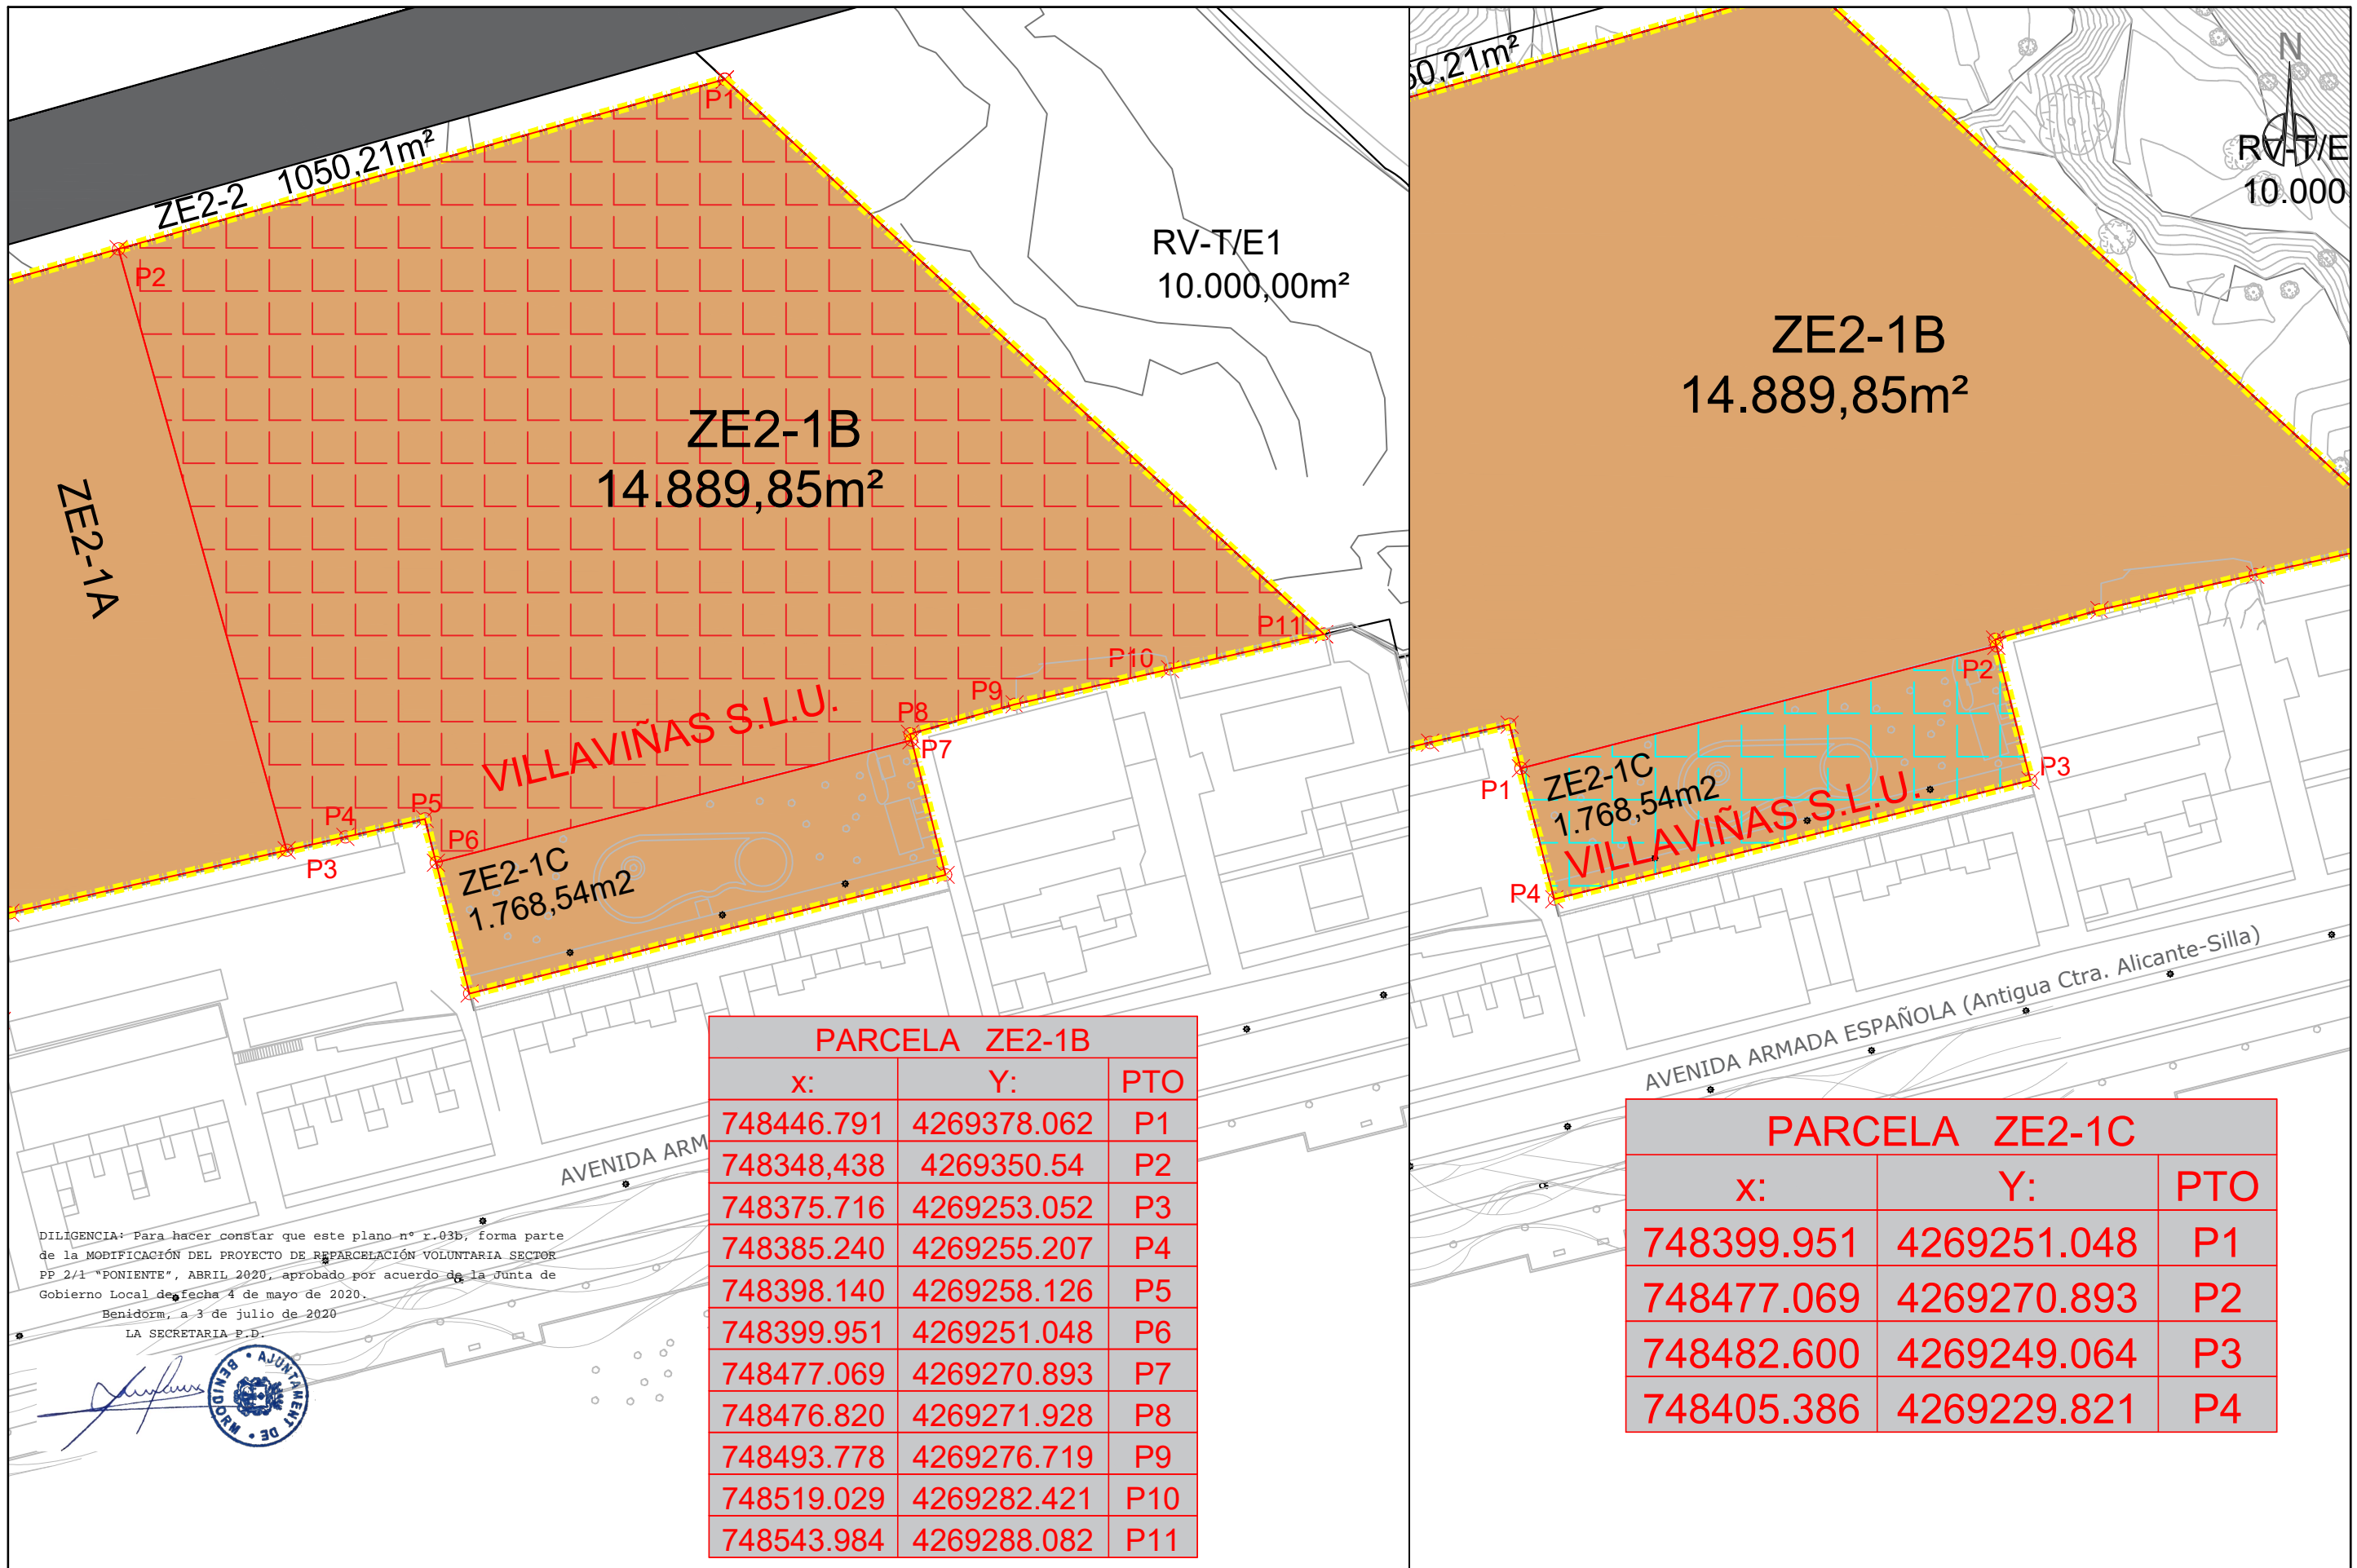 P1
ZE2-2 1050,21m²
P2
RV-T/E1
10.000,00m²
ZE2-1B
14.889,85m²
ZE2-1A
P11
P10
P9
P8
P7
VILLAVIÑAS S.L.U.
P5
P4
P6
P3
ZE2-1C
1.768,54m2
AVENIDA ARM
PARCELA ZE2-1B
x: Y: PTO
748446.791 4269378.062 P1
748348,438 4269350.54 P2
748375.716 4269253.052 P3
748385.240 4269255.207 P4
748398.140 4269258.126 P5
748399.951 4269251.048 P6
748477.069 4269270.893 P7
748476.820 4269271.928 P8
748493.778 4269276.719 P9
748519.029 4269282.421 P10
748543.984 4269288.082 P11
DILIGENCIA: Para hacer constar que este plano nº r.03b, forma parte
de la MODIFICACIÓN DEL PROYECTO DE REPARCELACIÓN VOLUNTARIA SECTOR
PP 2/1 "PONIENTE", ABRIL 2020, aprobado por acuerdo de la Junta de
Gobierno Local de fecha 4 de mayo de 2020.
Benidorm, a 3 de julio de 2020
LA SECRETARIA P.D.
AJUNTAMENT DE BENIDORM
50,21m²
N
RV-T/E
10.000
ZE2-1B
14.889,85m²
P2
P1
P3
P4
ZE2-1C
1.768,54m2
VILLAVIÑAS S.L.U.
AVENIDA ARMADA ESPAÑOLA (Antigua Ctra. Alicante-Silla)
PARCELA ZE2-1C
x: Y: PTO
748399.951 4269251.048 P1
748477.069 4269270.893 P2
748482.600 4269249.064 P3
748405.386 4269229.821 P4